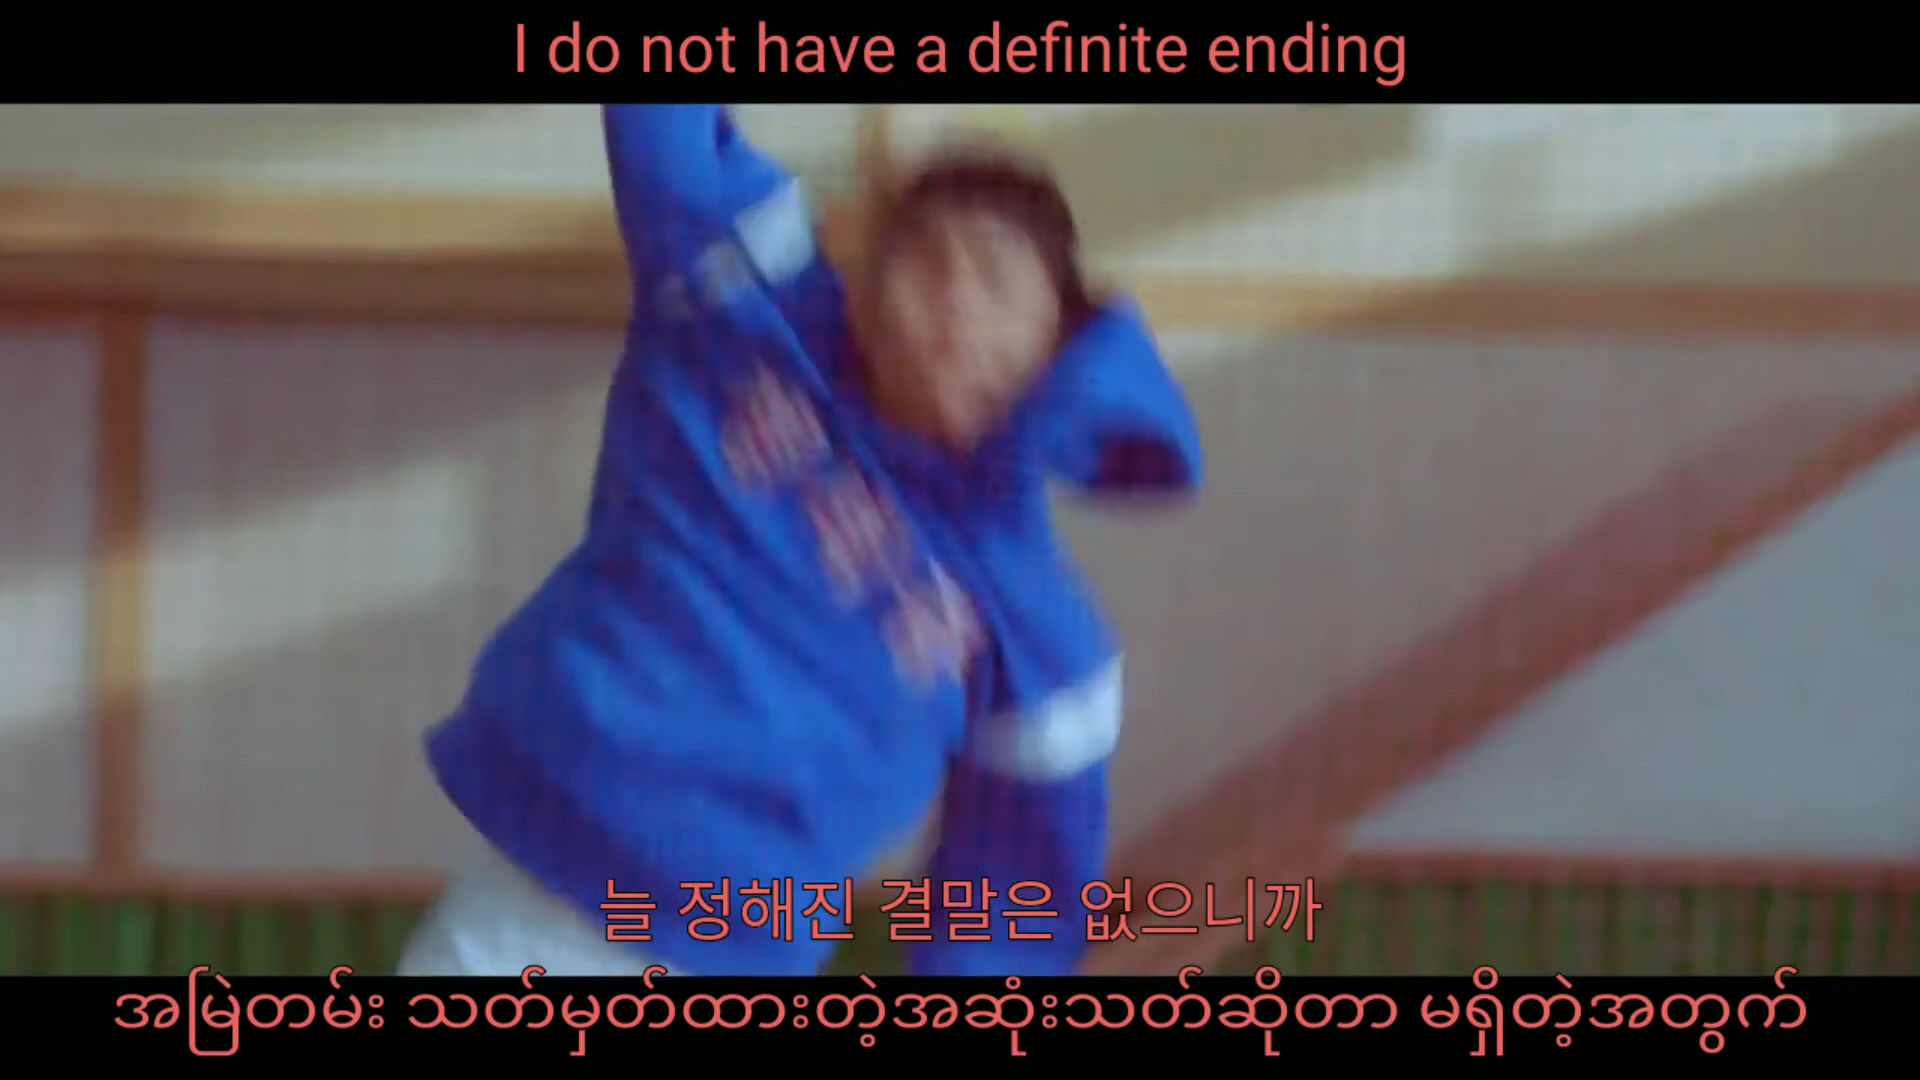 I do not have a definite ending
늘 정해진 결말은 없으니까
အမြဲတမ်း သတ်မှတ်ထားတဲ့အဆုံးသတ်ဆိုတာ မရှိတဲ့အတွက်